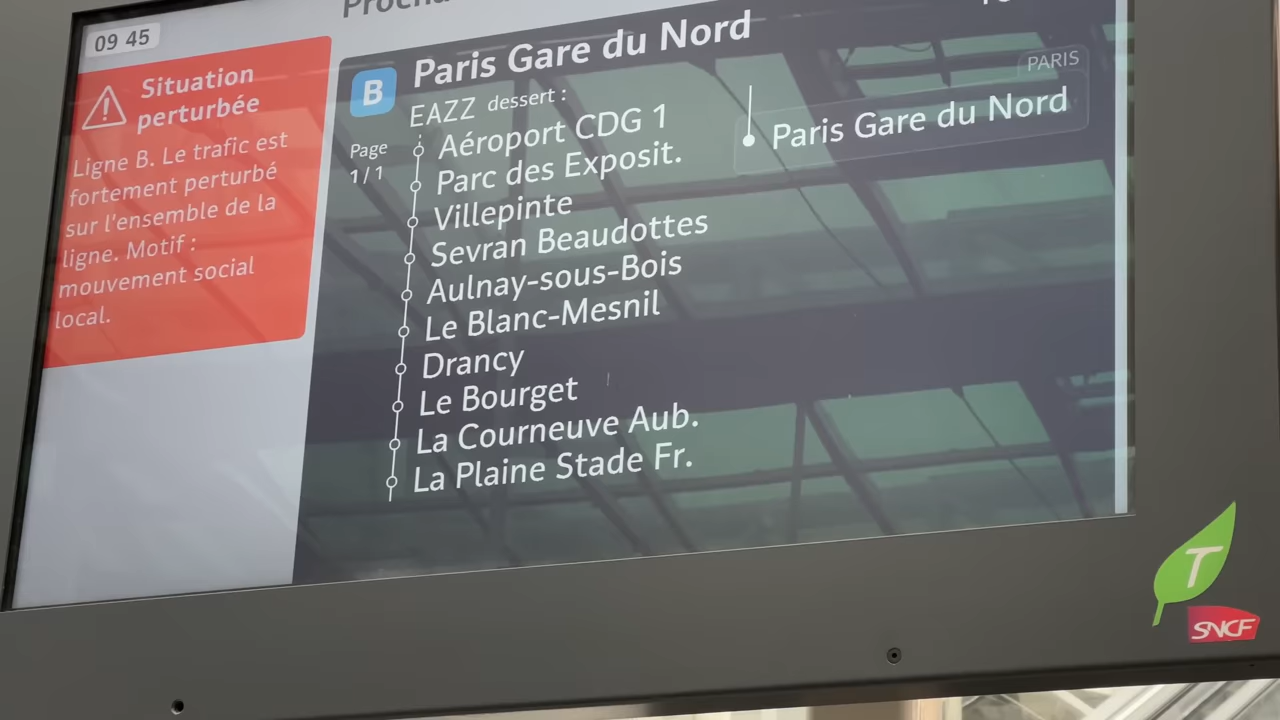 09 45
Situation
perturbée
Ligne B. Le trafic est
fortement perturbé
sur l'ensemble de la
ligne. Motif :
mouvement social
local.
B
Paris Gare du Nord
EAZZ dessert :
Page
1/1
Aéroport CDG 1
Parc des Exposit.
Villepinte
Sevran Beaudottes
Aulnay-sous-Bois
Le Blanc-Mesnil
Drancy
Le Bourget
La Courneuve Aub.
La Plaine Stade Fr.
PARIS
Paris Gare du Nord
T
SNCF